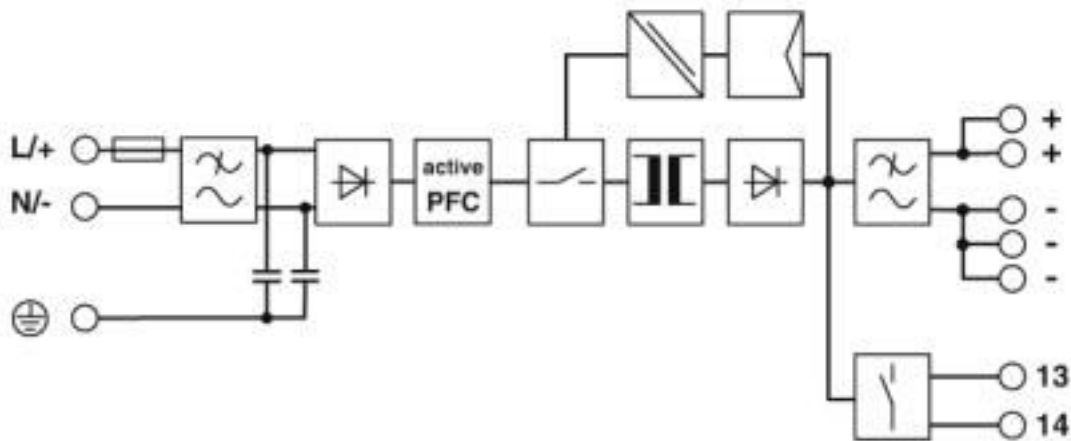 L/+
N/-
active
PFC
+
+
-
-
-
13
14